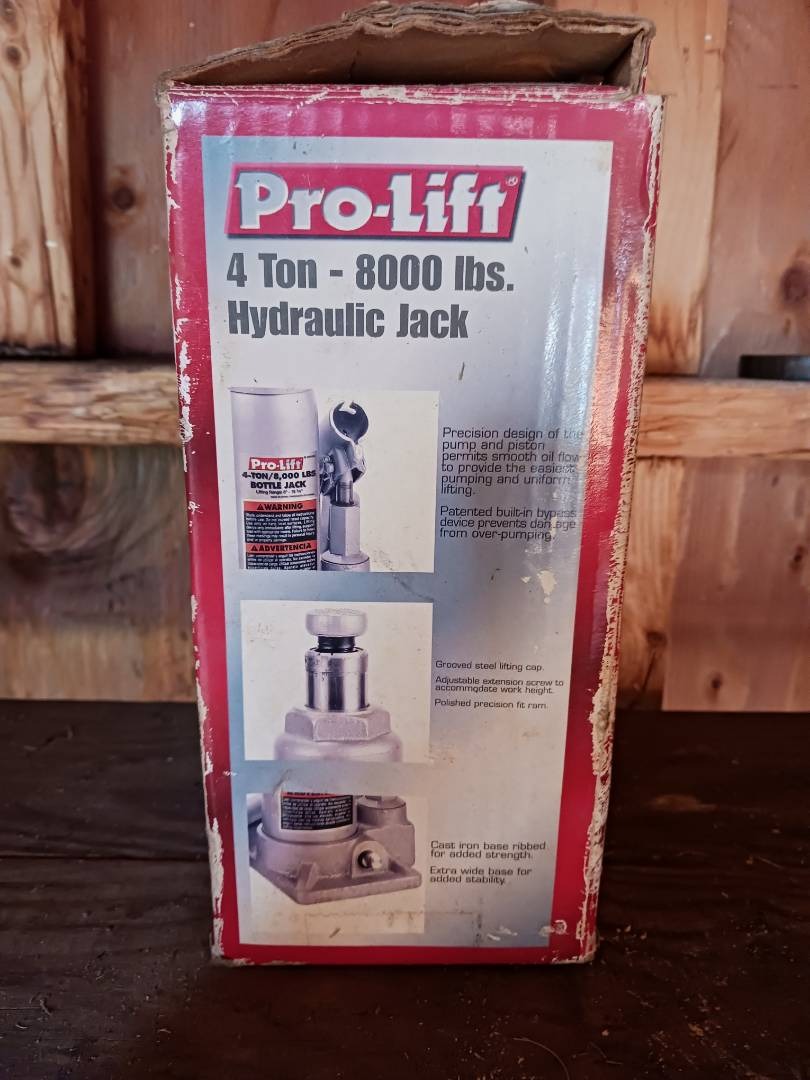 Pro-Lift®
4 Ton - 8000 lbs.
Hydraulic Jack
Pro-Lift
4-TON/8,000 LBS
BOTTLE JACK
WARNING
ADVERTENCIA
Precision design of the
pump and piston
permits smooth oil flow
to provide the easiest
pumping and uniform
lifting.
Patented built-in bypass
device prevents damage
from over-pumping.
Grooved steel lifting cap.
Adjustable extension screw to
accommodate work height.
Polished precision fit ram.
Cast iron base ribbed
for added strength.
Extra wide base for
added stability.